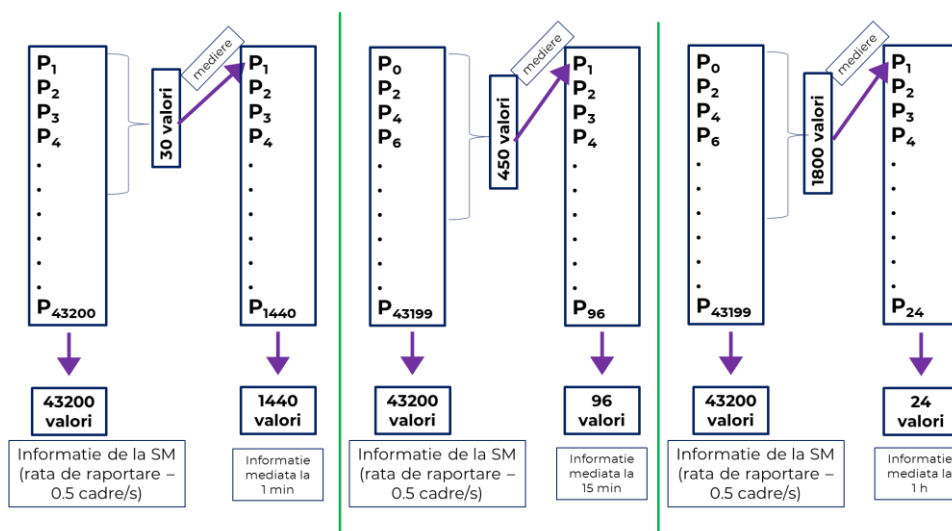 P1
P2
P3
P4
.
.
.
.
.
.
P43200
30 valori
mediere
P1
P2
P3
P4
.
.
.
.
.
.
P1440
43200
valori
1440
valori
Informatie de la SM
(rata de raportare –
0.5 cadre/s)
Informatie
mediata la
1 min
P0
P2
P4
P6
.
.
.
.
.
.
P43199
450 valori
mediere
P1
P2
P3
P4
.
.
.
.
.
.
P96
43200
valori
96
valori
Informatie de la SM
(rata de raportare –
0.5 cadre/s)
Informatie
mediata la
15 min
P0
P2
P4
P6
.
.
.
.
.
.
P43199
1800 valori
mediere
P1
P2
P3
P4
.
.
.
.
.
.
P24
43200
valori
24
valori
Informatie de la SM
(rata de raportare –
0.5 cadre/s)
Informatie
mediata la
1 h